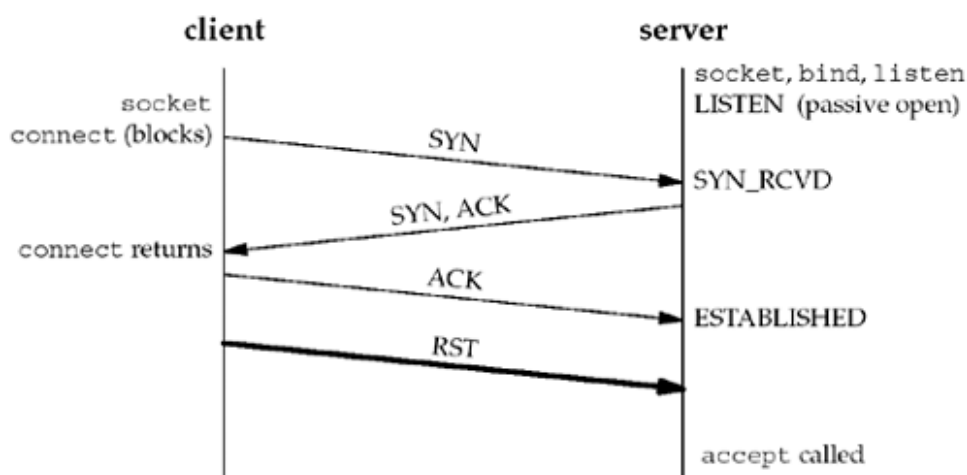 client
server
socket, bind, listen
LISTEN (passive open)
socket
connect (blocks)
SYN
SYN_RCVD
SYN, ACK
connect returns
ACK
ESTABLISHED
RST
accept called